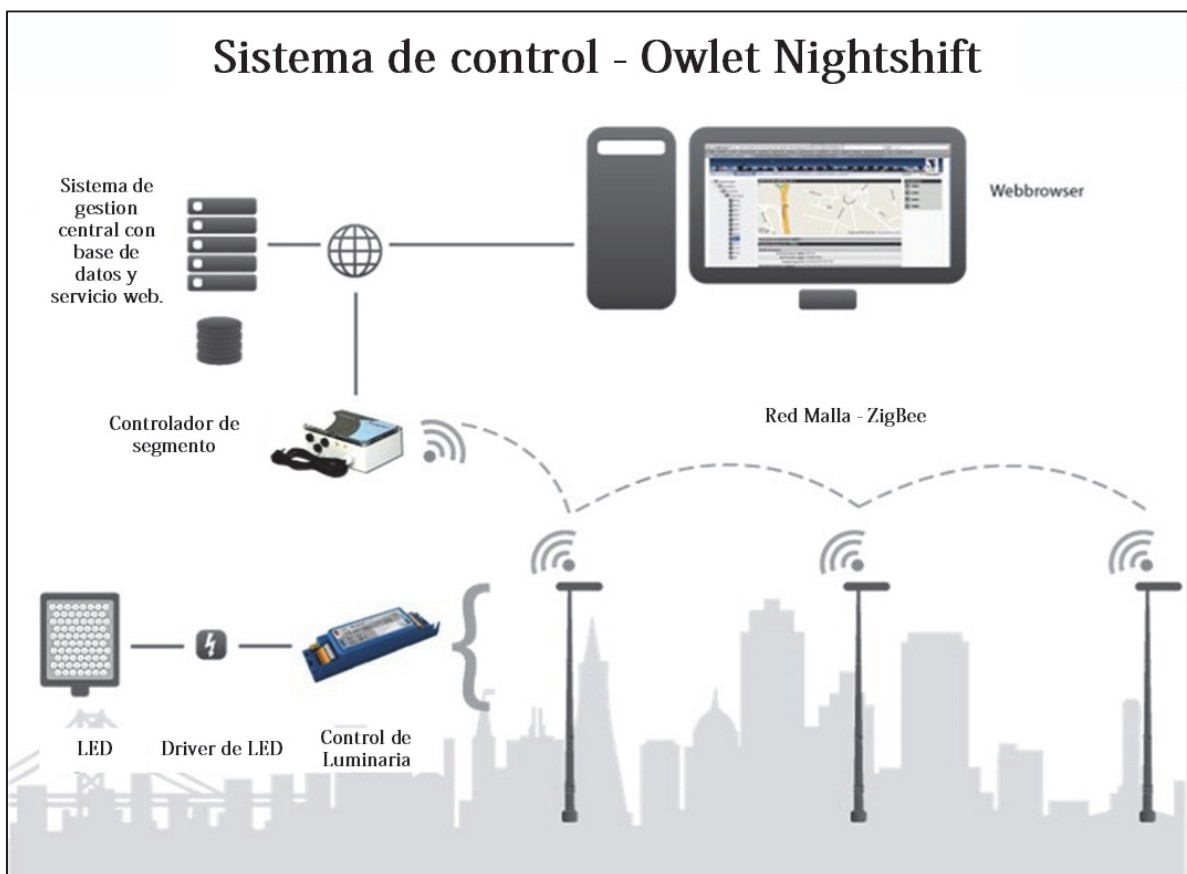 Sistema de control - Owlet Nightshift
Sistema de
gestion
central con
base de
datos y
servicio web.
Webbrowser
Controlador de
segmento
Red Malla - ZigBee
LED
Driver de LED
Control de
Luminaria